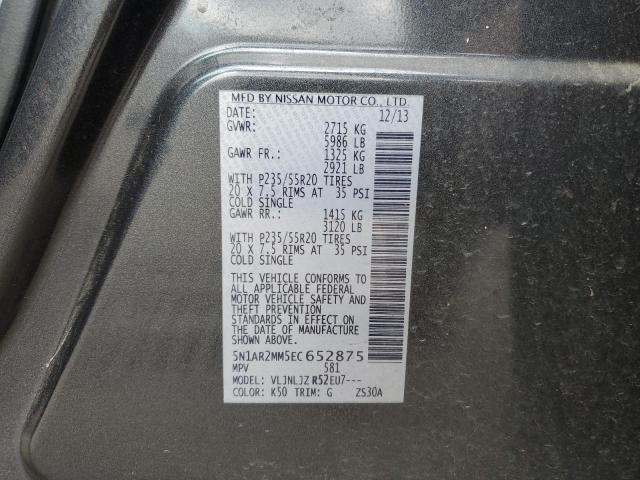 MFD BY NISSAN MOTOR CO., LTD.
DATE: 12/13
GVWR: 2715 KG
5986 LB
GAWR FR.: 1325 KG
2921 LB
WITH P235/55R20 TIRES
20 X 7.5 RIMS AT 35 PSI
COLD SINGLE
GAWR RR.: 1415 KG
3120 LB
WITH P235/55R20 TIRES
20 X 7.5 RIMS AT 35 PSI
COLD SINGLE
THIS VEHICLE CONFORMS TO
ALL APPLICABLE FEDERAL
MOTOR VEHICLE SAFETY AND
THEFT PREVENTION
STANDARDS IN EFFECT ON
THE DATE OF MANUFACTURE
SHOWN ABOVE.
5N1AR2MM5EC652875
MPV 581
MODEL: VLJNLJZ R52EU7---
COLOR: K50 TRIM: G ZS30A